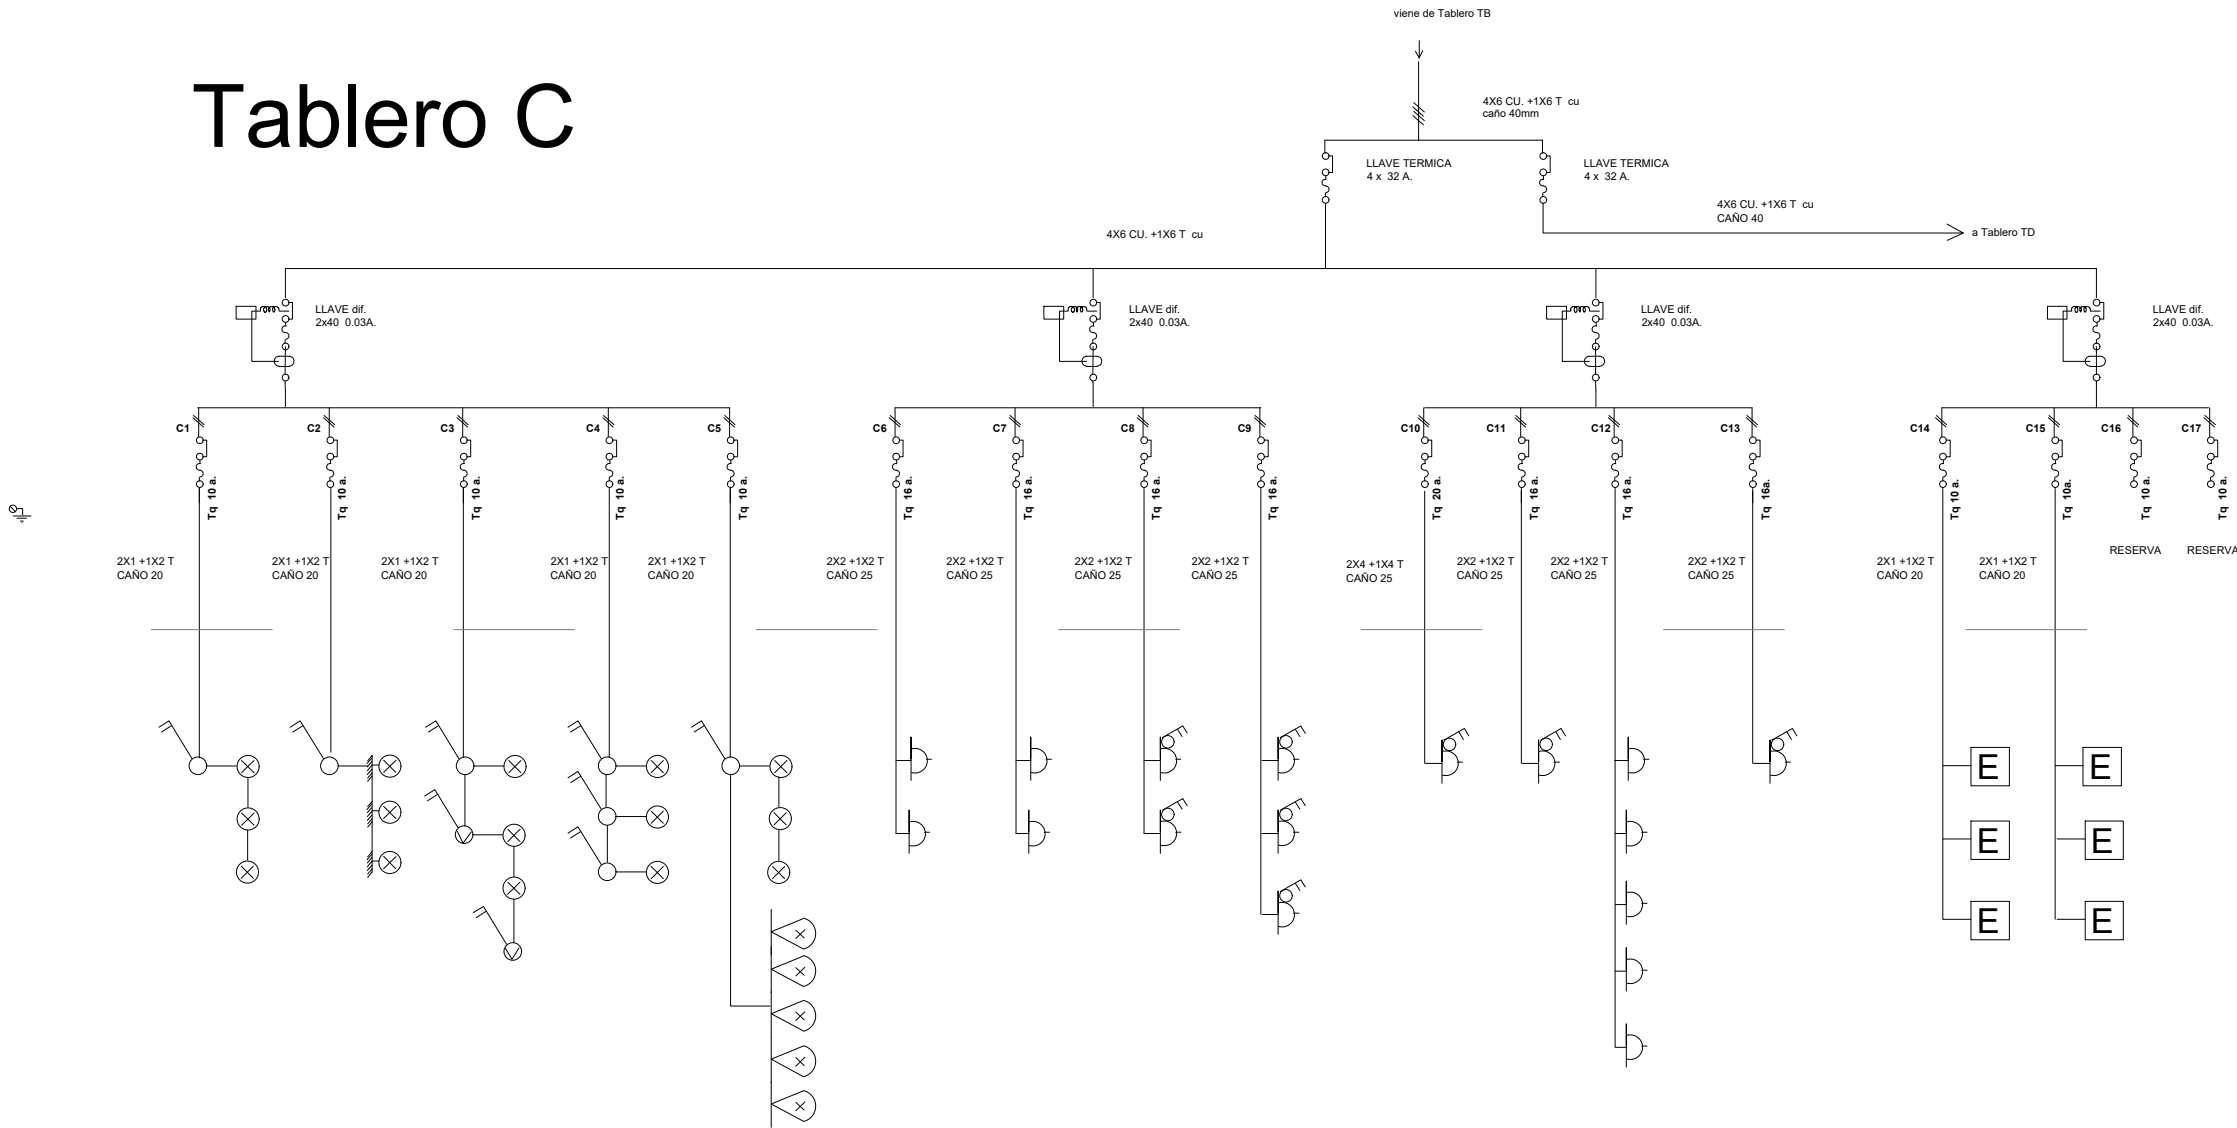 viene de Tablero TB
Tablero C
4X6 CU. +1X6 T cu
caño 40mm
LLAVE TERMICA
4 x 32 A.
LLAVE TERMICA
4 x 32 A.
4X6 CU. +1X6 T cu
CAÑO 40
4X6 CU. +1X6 T cu
a Tablero TD
LLAVE dif.
2x40 0.03A.
LLAVE dif.
2x40 0.03A.
LLAVE dif.
2x40 0.03A.
LLAVE dif.
2x40 0.03A.
C1
C2
C3
C4
C5
C6
C7
C8
C9
C10
C11
C12
C13
C14
C15
C16
C17
Tq 10 a.
Tq 10 a.
Tq 10 a.
Tq 10 a.
Tq 10 a.
Tq 16 a.
Tq 16 a.
Tq 16 a.
Tq 16 a.
Tq 20 a.
Tq 16 a.
Tq 16 a.
Tq 16a.
Tq 10 a.
Tq 10a.
Tq 10 a.
Tq 10 a.
RESERVA
RESERVA
2X1 +1X2 T
CAÑO 20
2X1 +1X2 T
CAÑO 20
2X1 +1X2 T
CAÑO 20
2X1 +1X2 T
CAÑO 20
2X1 +1X2 T
CAÑO 20
2X2 +1X2 T
CAÑO 25
2X2 +1X2 T
CAÑO 25
2X2 +1X2 T
CAÑO 25
2X2 +1X2 T
CAÑO 25
2X4 +1X4 T
CAÑO 25
2X2 +1X2 T
CAÑO 25
2X2 +1X2 T
CAÑO 25
2X2 +1X2 T
CAÑO 25
2X1 +1X2 T
CAÑO 20
2X1 +1X2 T
CAÑO 20
E
E
E
E
E
E